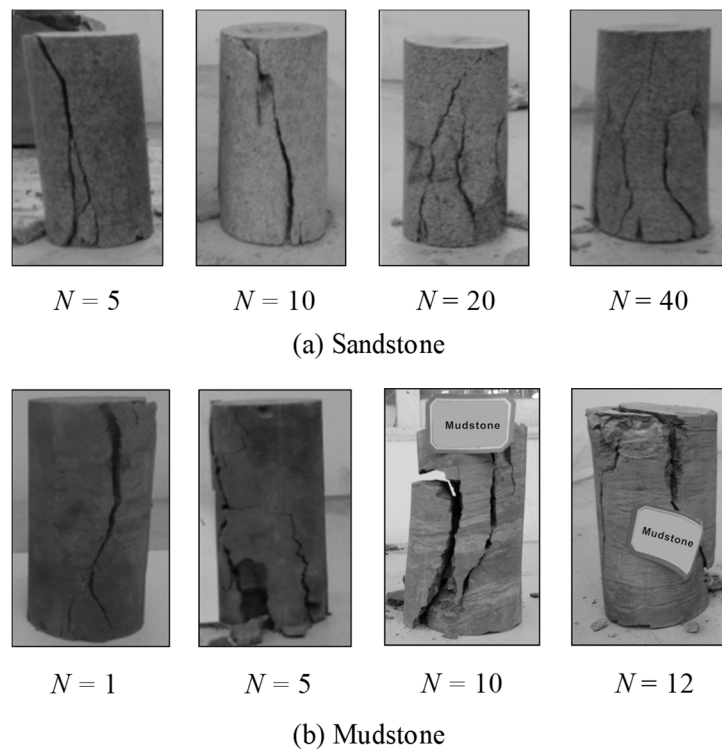 N = 5
N = 10
N = 20
N = 40
(a) Sandstone
Mudstone
Mudstone
N = 1
N = 5
N = 10
N = 12
(b) Mudstone